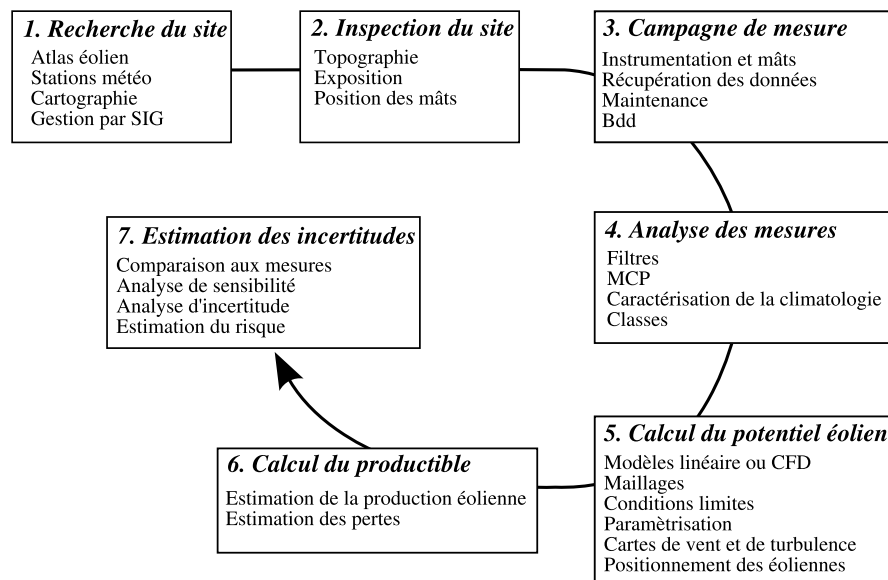 1. Recherche du site
Atlas éolien
Stations météo
Cartographie
Gestion par SIG
2. Inspection du site
Topographie
Exposition
Position des mâts
3. Campagne de mesure
Instrumentation et mâts
Récupération des données
Maintenance
Bdd
4. Analyse des mesures
Filtres
MCP
Caractérisation de la climatologie
Classes
5. Calcul du potentiel éolien
Modèles linéaire ou CFD
Maillages
Conditions limites
Paramètrisation
Cartes de vent et de turbulence
Positionnement des éoliennes
6. Calcul du productible
Estimation de la production éolienne
Estimation des pertes
7. Estimation des incertitudes
Comparaison aux mesures
Analyse de sensibilité
Analyse d'incertitude
Estimation du risque